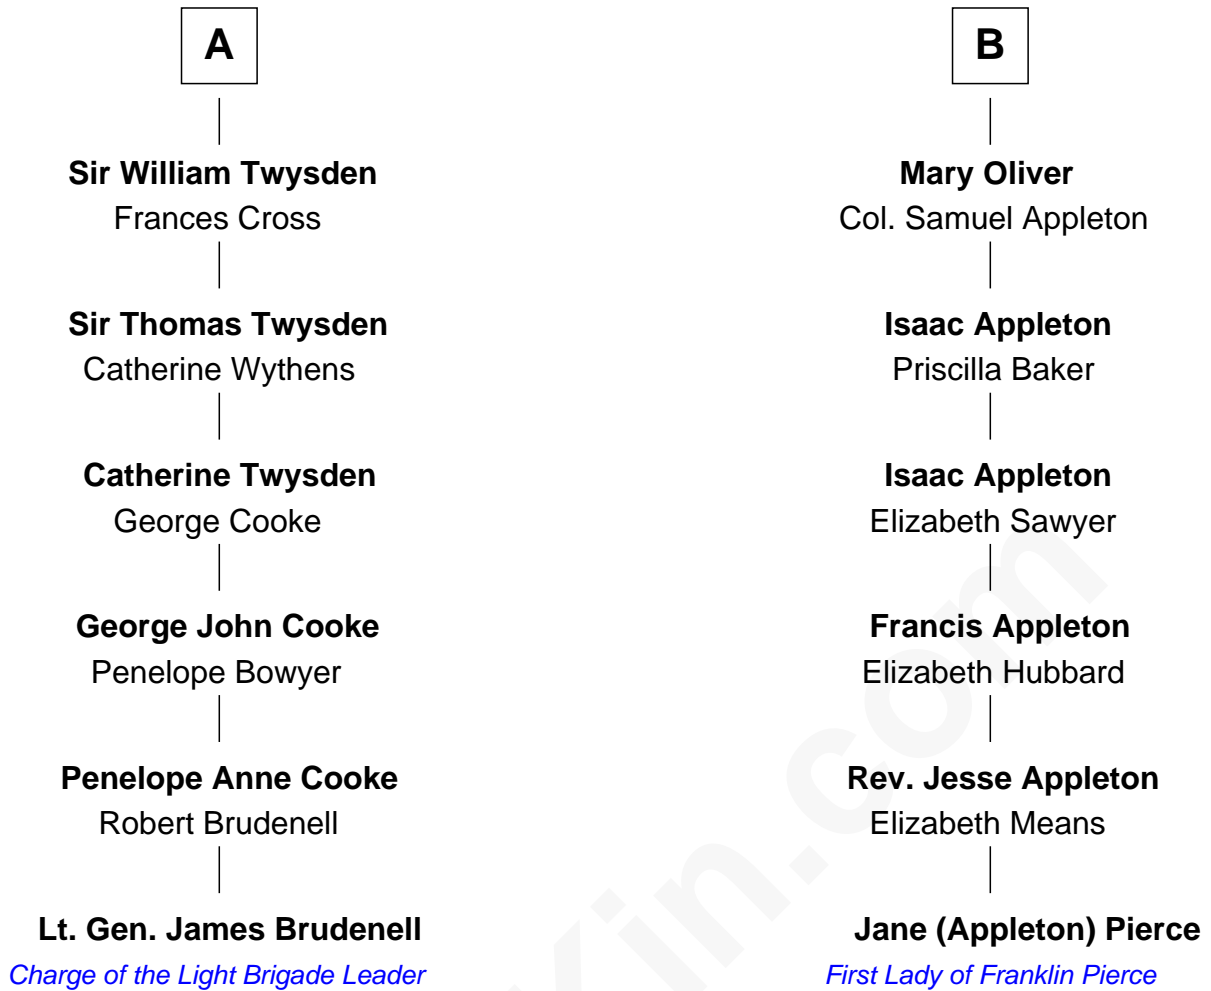 A
Sir William Twysden
Frances Cross
Sir Thomas Twysden
Catherine Wythens
Catherine Twysden
George Cooke
George John Cooke
Penelope Bowyer
Penelope Anne Cooke
Robert Brudenell
Lt. Gen. James Brudenell
Charge of the Light Brigade Leader
B
Mary Oliver
Col. Samuel Appleton
Isaac Appleton
Priscilla Baker
Isaac Appleton
Elizabeth Sawyer
Francis Appleton
Elizabeth Hubbard
Rev. Jesse Appleton
Elizabeth Means
Jane (Appleton) Pierce
First Lady of Franklin Pierce
Kin.com